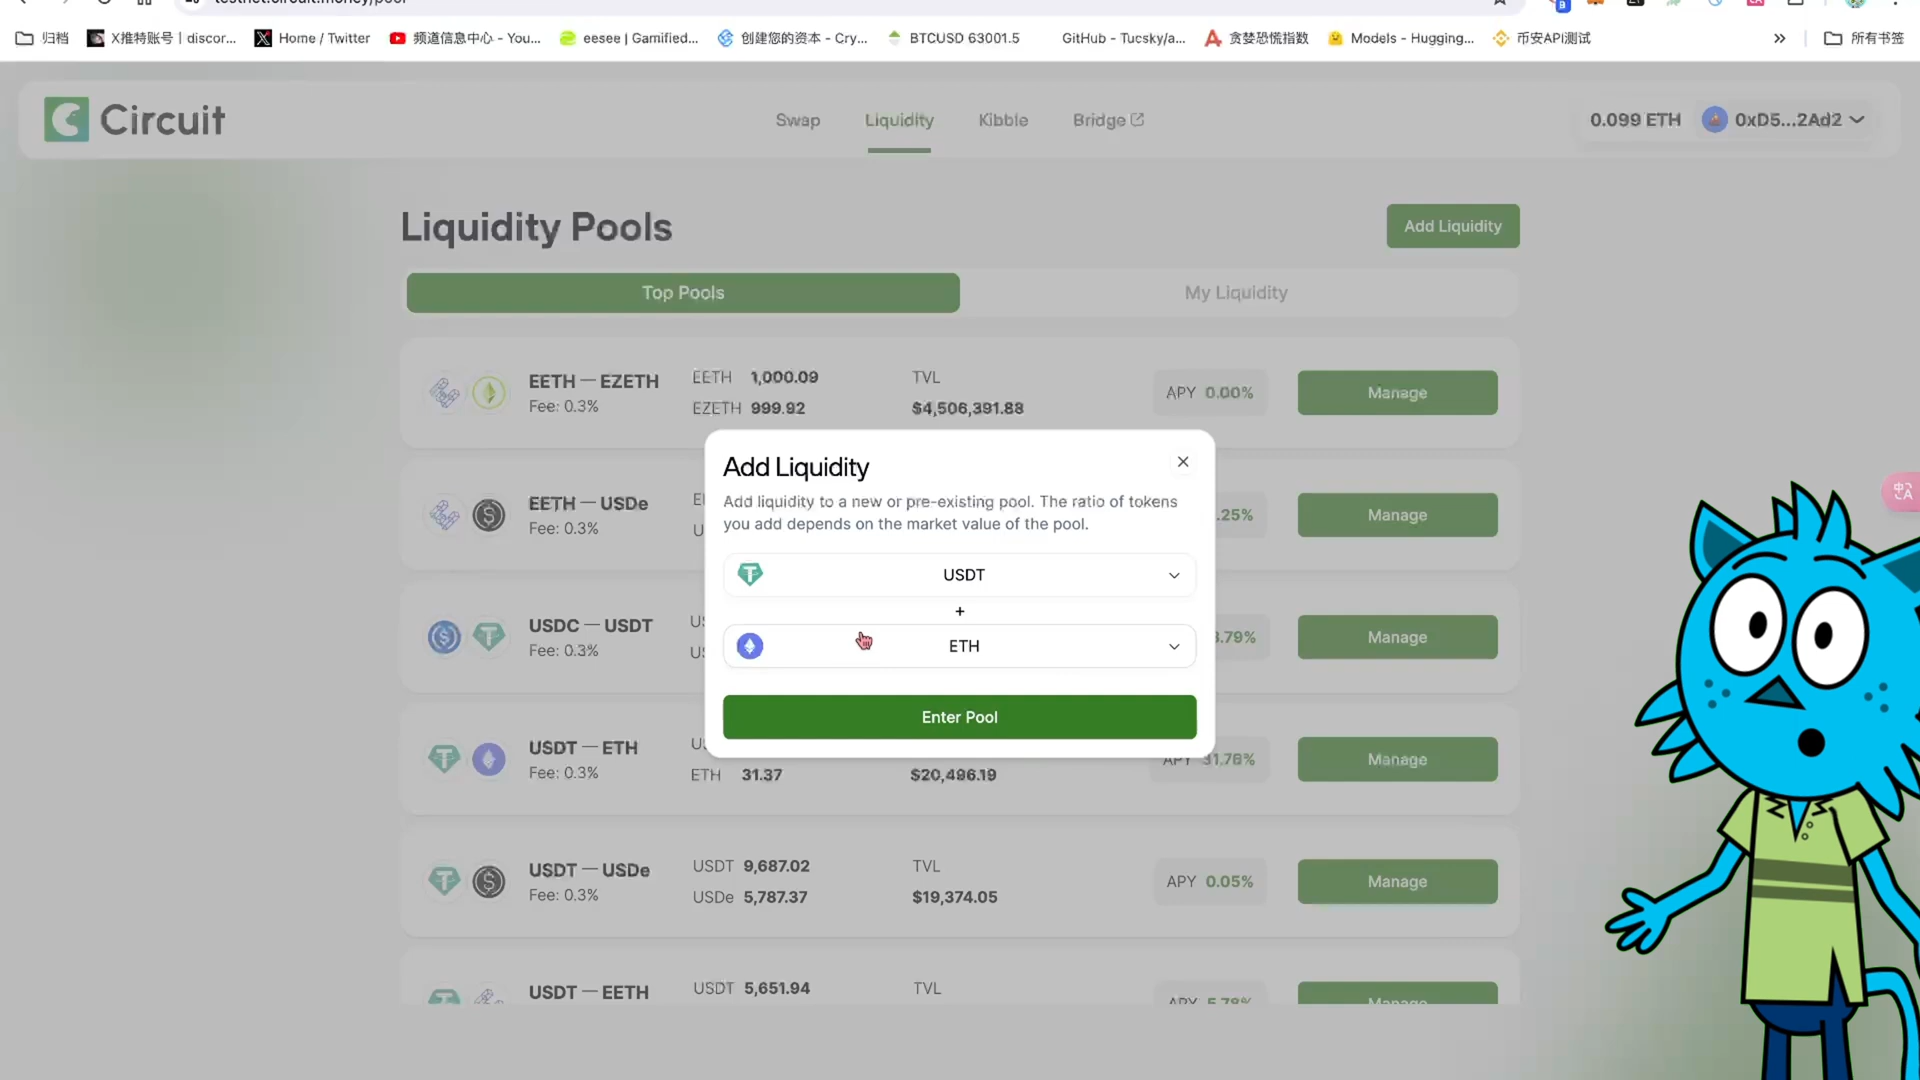 归档
X推特账号 | discor...
Home / Twitter
频道信息中心 - You...
eesee | Gamified...
创建您的资本 - Cry...
BTCUSD 63001.5
GitHub - Tucsky/a...
贪婪恐慌指数
Models - Hugging...
币安API测试
所有书签
Circuit
Swap
Liquidity
Kibble
Bridge
0.099 ETH
0xD5...2Ad2
Liquidity Pools
Add Liquidity
Top Pools
My Liquidity
EETH — EZETH
Fee: 0.3%
EETH 1,000.09
EZETH 999.92
TVL
$4,506,391.88
APY 0.00%
Manage
EETH — USDe
Fee: 0.3%
.25%
Manage
USDC — USDT
Fee: 0.3%
.79%
Manage
USDT — ETH
Fee: 0.3%
ETH 31.37
$20,496.19
APY 31.78%
Manage
USDT — USDe
Fee: 0.3%
USDT 9,687.02
USDe 5,787.37
TVL
$19,374.05
APY 0.05%
Manage
USDT — EETH
USDT 5,651.94
TVL
APY 5.78%
Manage
Add Liquidity
Add liquidity to a new or pre-existing pool. The ratio of tokens
you add depends on the market value of the pool.
USDT
+
ETH
Enter Pool